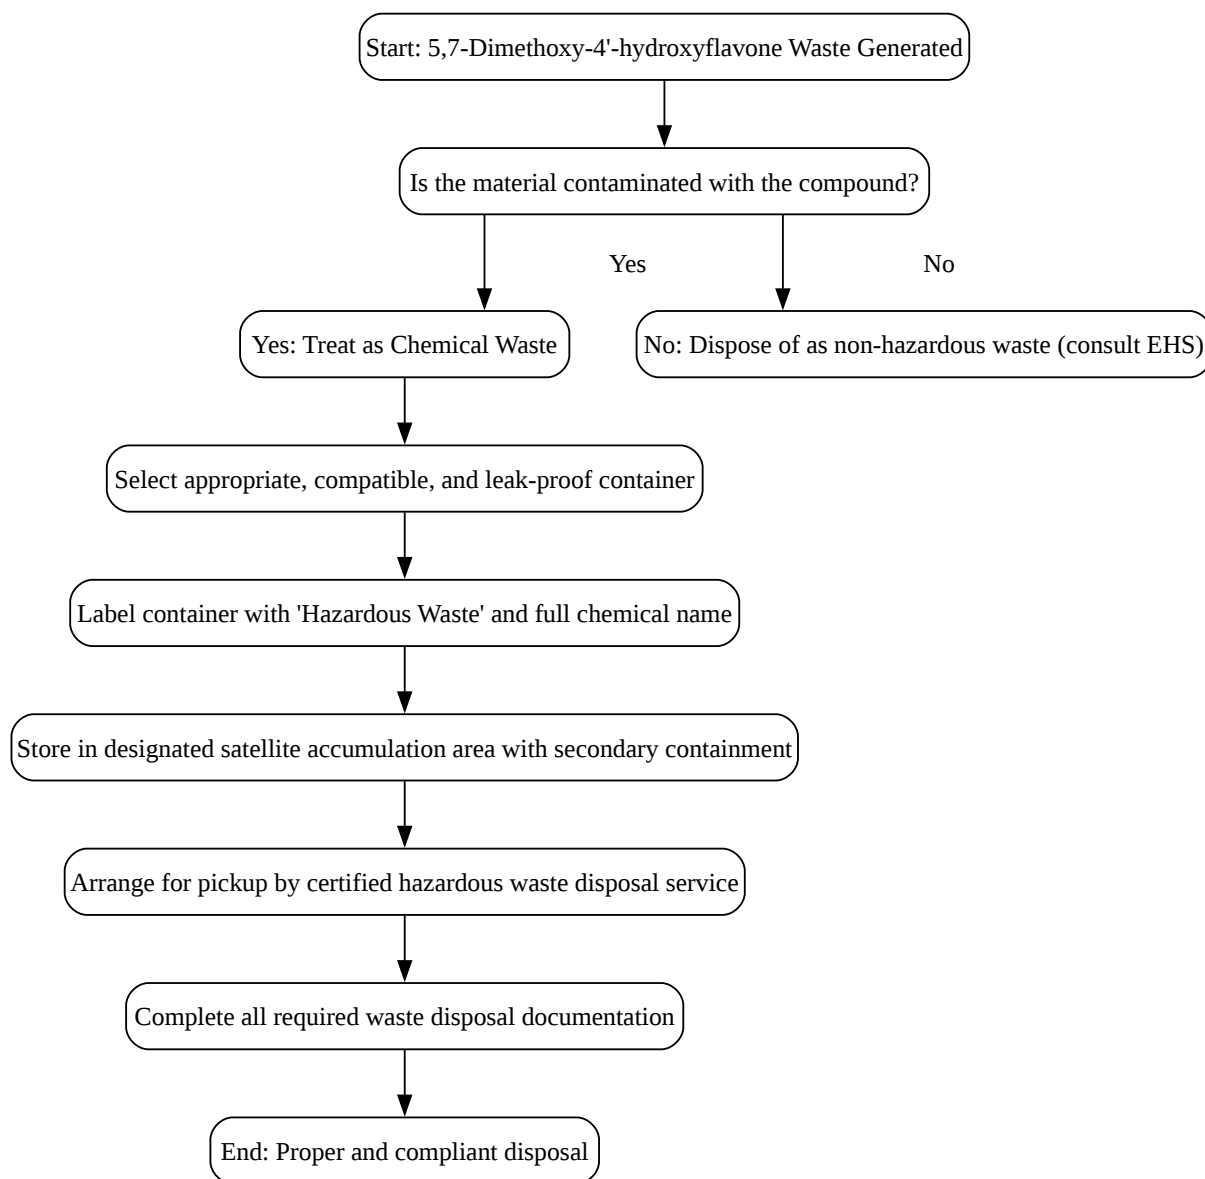 Start: 5,7-Dimethoxy-4'-hydroxyflavone Waste Generated
Is the material contaminated with the compound?
Yes
No
Yes: Treat as Chemical Waste
No: Dispose of as non-hazardous waste (consult EHS)
Select appropriate, compatible, and leak-proof container
Label container with 'Hazardous Waste' and full chemical name
Store in designated satellite accumulation area with secondary containment
Arrange for pickup by certified hazardous waste disposal service
Complete all required waste disposal documentation
End: Proper and compliant disposal